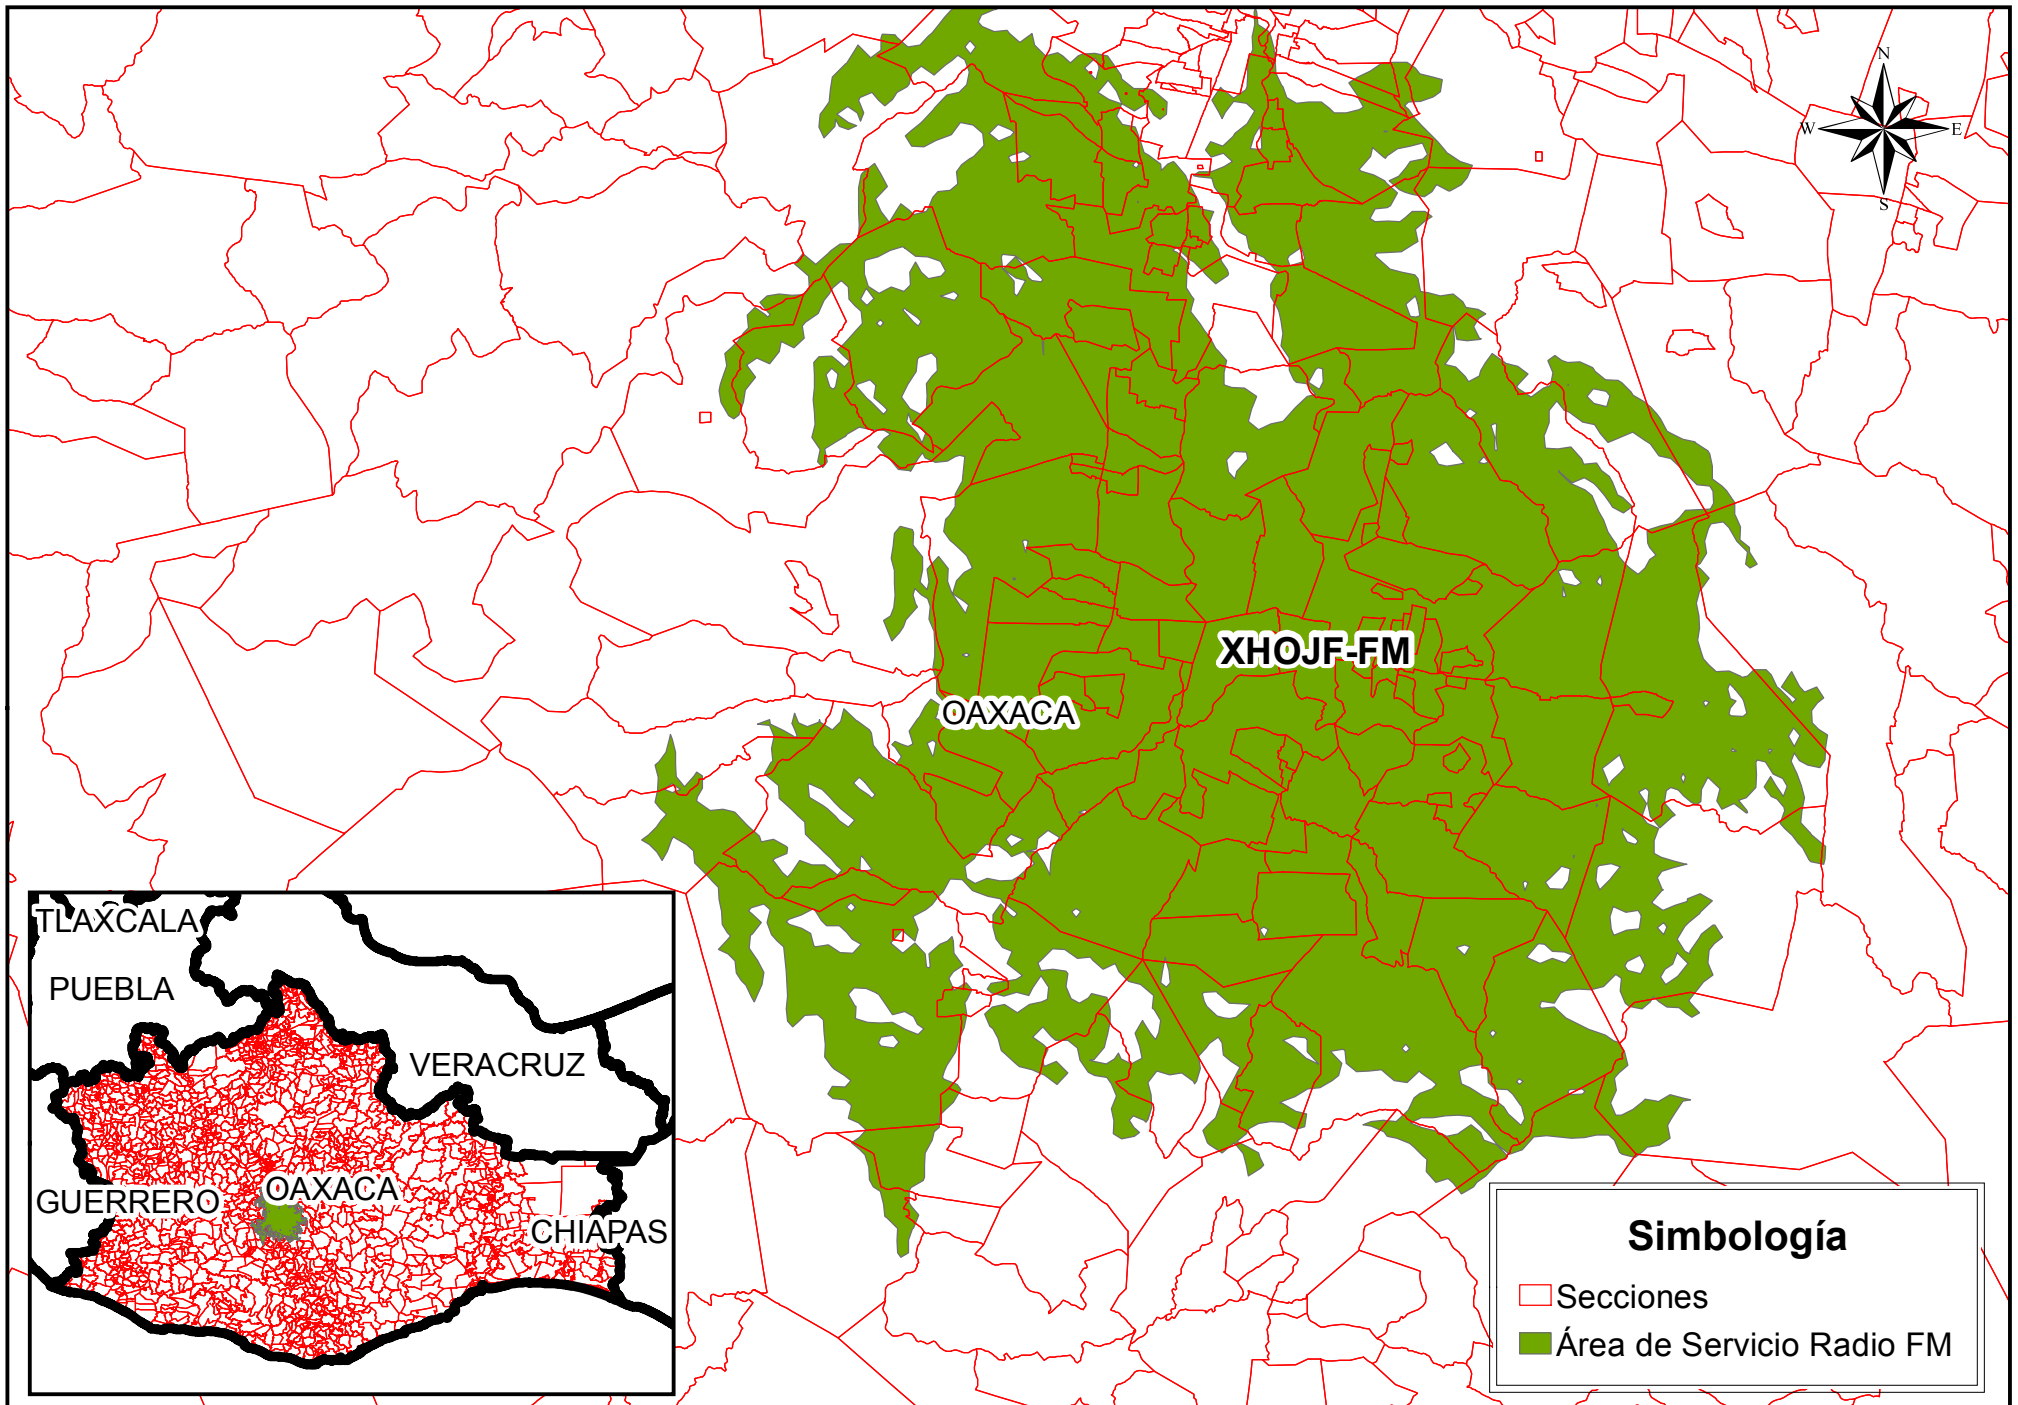 N
W
E
S
XHOJF-FM
OAXACA
TLAXCALA
PUEBLA
VERACRUZ
OAXACA
GUERRERO
CHIAPAS
Simbología
Secciones
Área de Servicio Radio FM